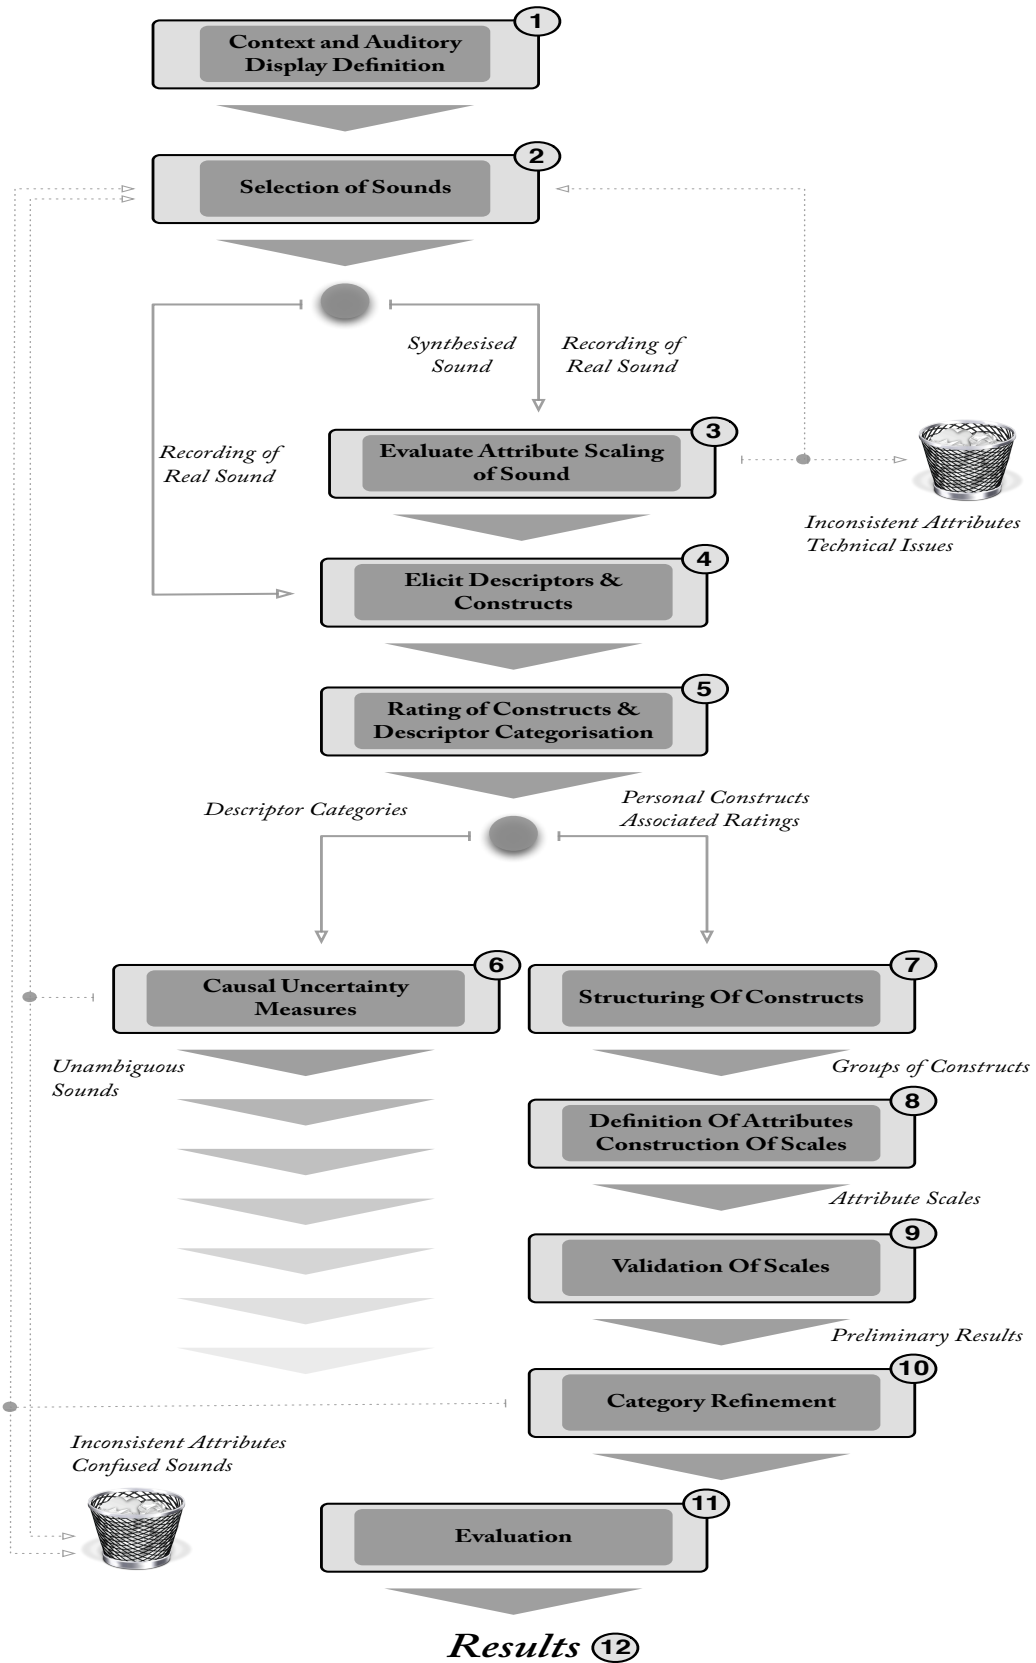 1
Context and Auditory
Display Definition
2
Selection of Sounds
Synthesised
Sound
Recording of
Real Sound
3
Evaluate Attribute Scaling
of Sound
Recording of
Real Sound
Inconsistent Attributes
Technical Issues
4
Elicit Descriptors &
Constructs
5
Rating of Constructs &
Descriptor Categorisation
Descriptor Categories
Personal Constructs
Associated Ratings
6
Causal Uncertainty
Measures
7
Structuring Of Constructs
Unambiguous
Sounds
Groups of Constructs
8
Definition Of Attributes
Construction Of Scales
Attribute Scales
9
Validation Of Scales
Preliminary Results
10
Category Refinement
Inconsistent Attributes
Confused Sounds
11
Evaluation
Results 12